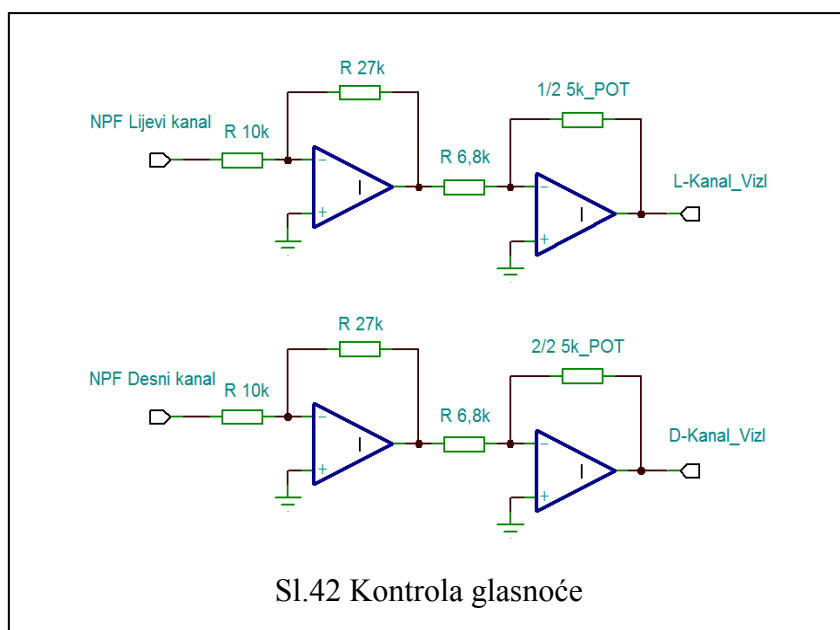 R 27k
1/2 5k_POT
NPF Lijevi kanal
R 10k
R 6,8k
L-Kanal_Vizl
R 27k
2/2 5k_POT
NPF Desni kanal
R 10k
R 6,8k
D-Kanal_Vizl
Sl.42 Kontrola glasnoće